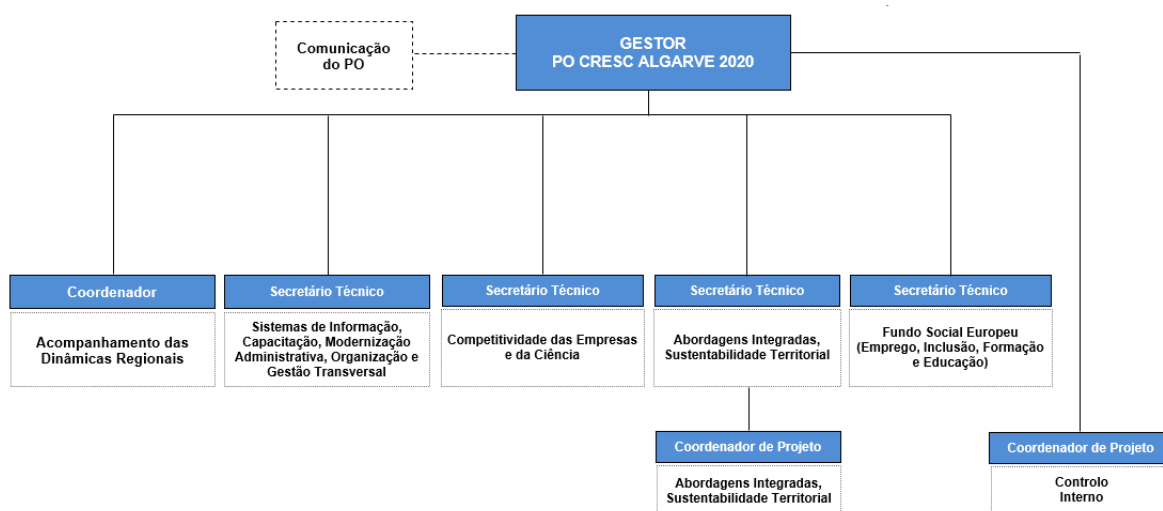 Comunicação
do PO
GESTOR
PO CRESC ALGARVE 2020
Coordenador
Acompanhamento das
Dinâmicas Regionais
Secretário Técnico
Sistemas de Informação,
Capacitação, Modernização
Administrativa, Organização e
Gestão Transversal
Secretário Técnico
Competitividade das Empresas
e da Ciência
Secretário Técnico
Abordagens Integradas,
Sustentabilidade Territorial
Secretário Técnico
Fundo Social Europeu
(Emprego, Inclusão, Formação
e Educação)
Coordenador de Projeto
Abordagens Integradas,
Sustentabilidade Territorial
Coordenador de Projeto
Controlo
Interno